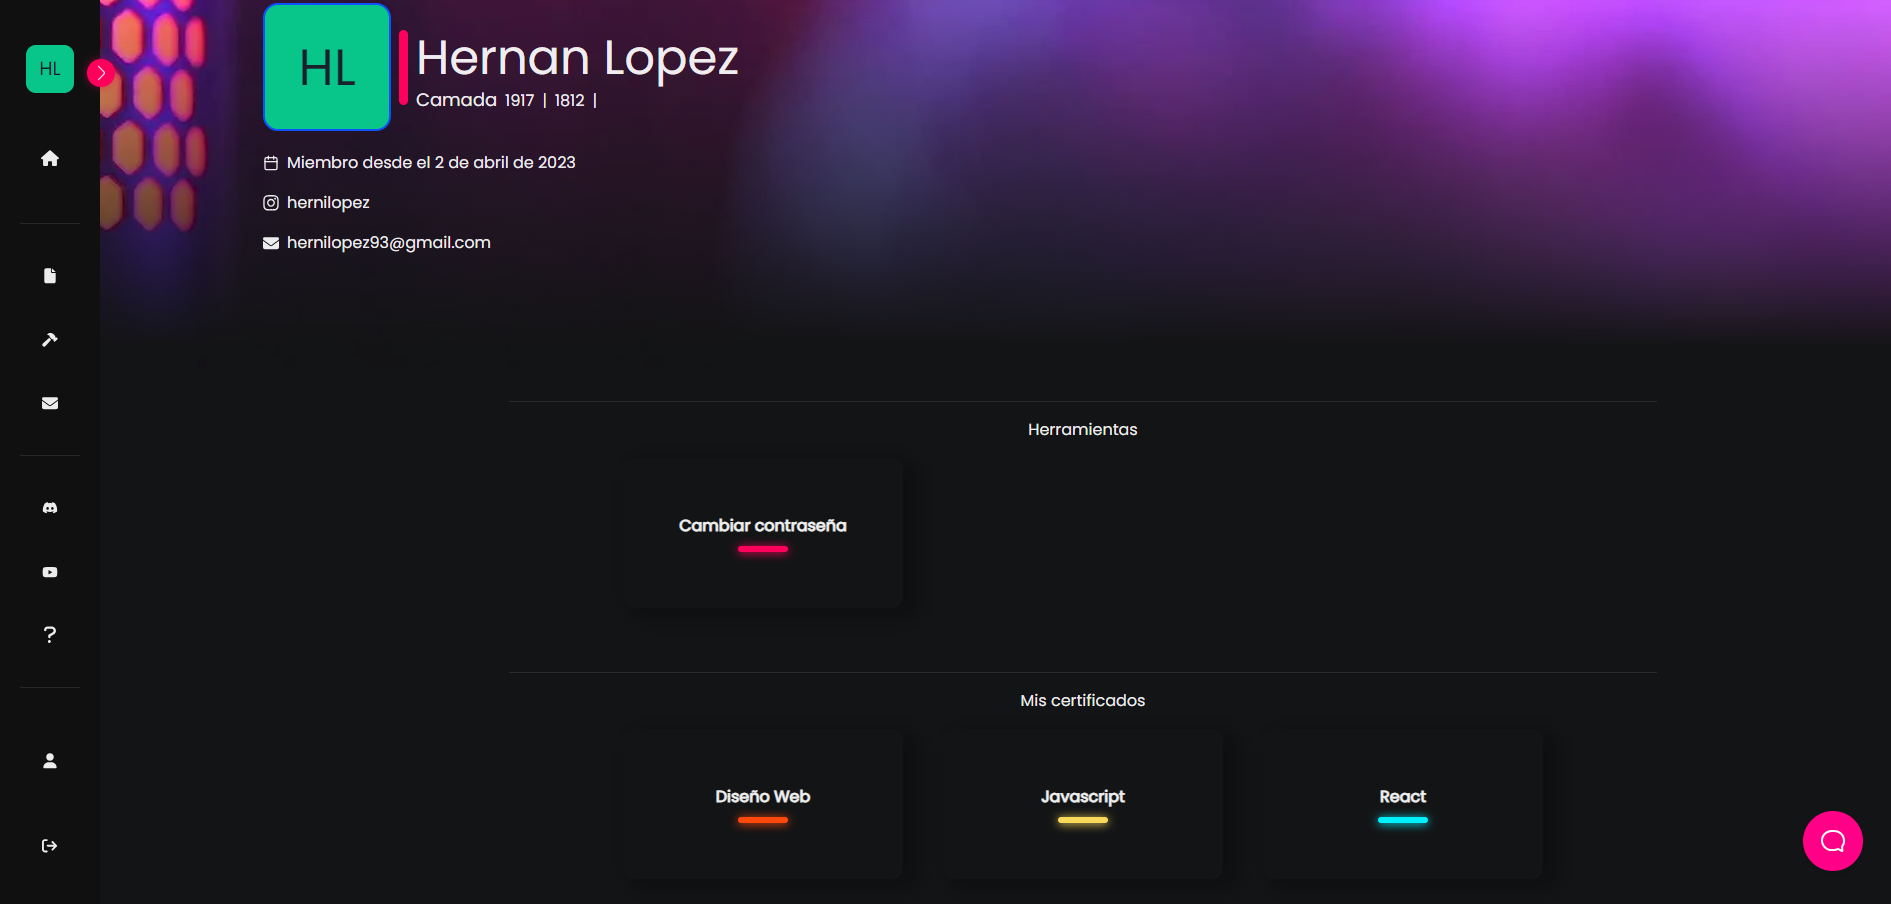 HL
HL
Hernan Lopez
Camada 1917 | 1812 |
Miembro desde el 2 de abril de 2023
hernilopez
hernilopez93@gmail.com
Herramientas
Cambiar contraseña
Mis certificados
Diseño Web
Javascript
React